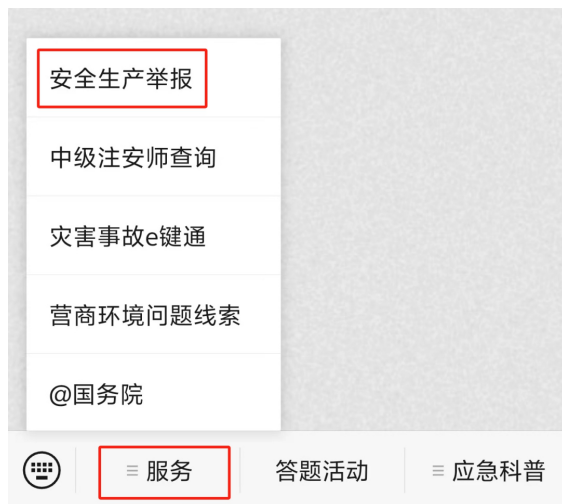 安全生产举报
中级注安师查询
灾害事故e键通
营商环境问题线索
@国务院
服务 答题活动 应急科普